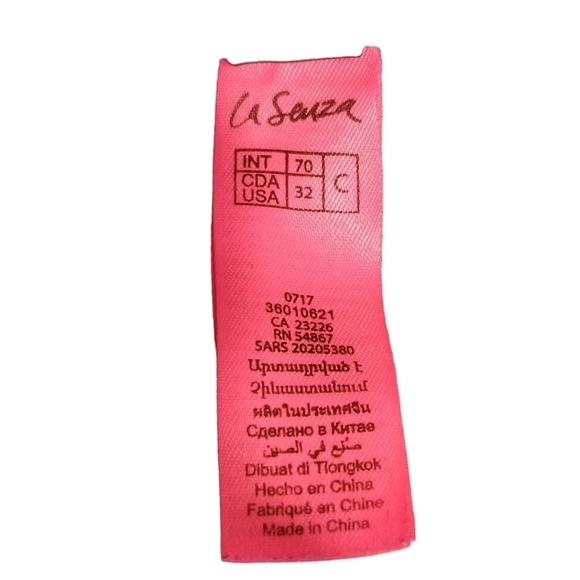 La Senza
INT 70 C
CDA USA 32
0717
36010621
CA 23226
RN 54867
SARS 20205380
Արտադրված է
Չինաստանում
ผลิตในประเทศจีน
Сделано в Китае
صنع في الصين
Dibuat di Tiongkok
Hecho en China
Fabriqué en Chine
Made in China